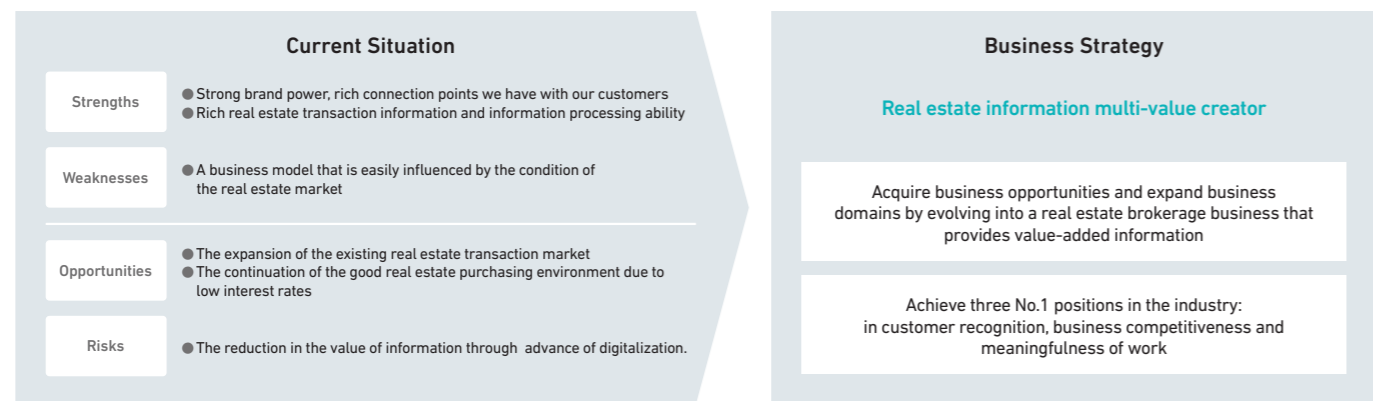 Current Situation
Strengths
● Strong brand power, rich connection points we have with our customers
● Rich real estate transaction information and information processing ability
Weaknesses
● A business model that is easily influenced by the condition of
the real estate market
Opportunities
● The expansion of the existing real estate transaction market
● The continuation of the good real estate purchasing environment due to
low interest rates
Risks
● The reduction in the value of information through advance of digitalization.
Business Strategy
Real estate information multi-value creator
Acquire business opportunities and expand business
domains by evolving into a real estate brokerage business that
provides value-added information
Achieve three No.1 positions in the industry:
in customer recognition, business competitiveness and
meaningfulness of work